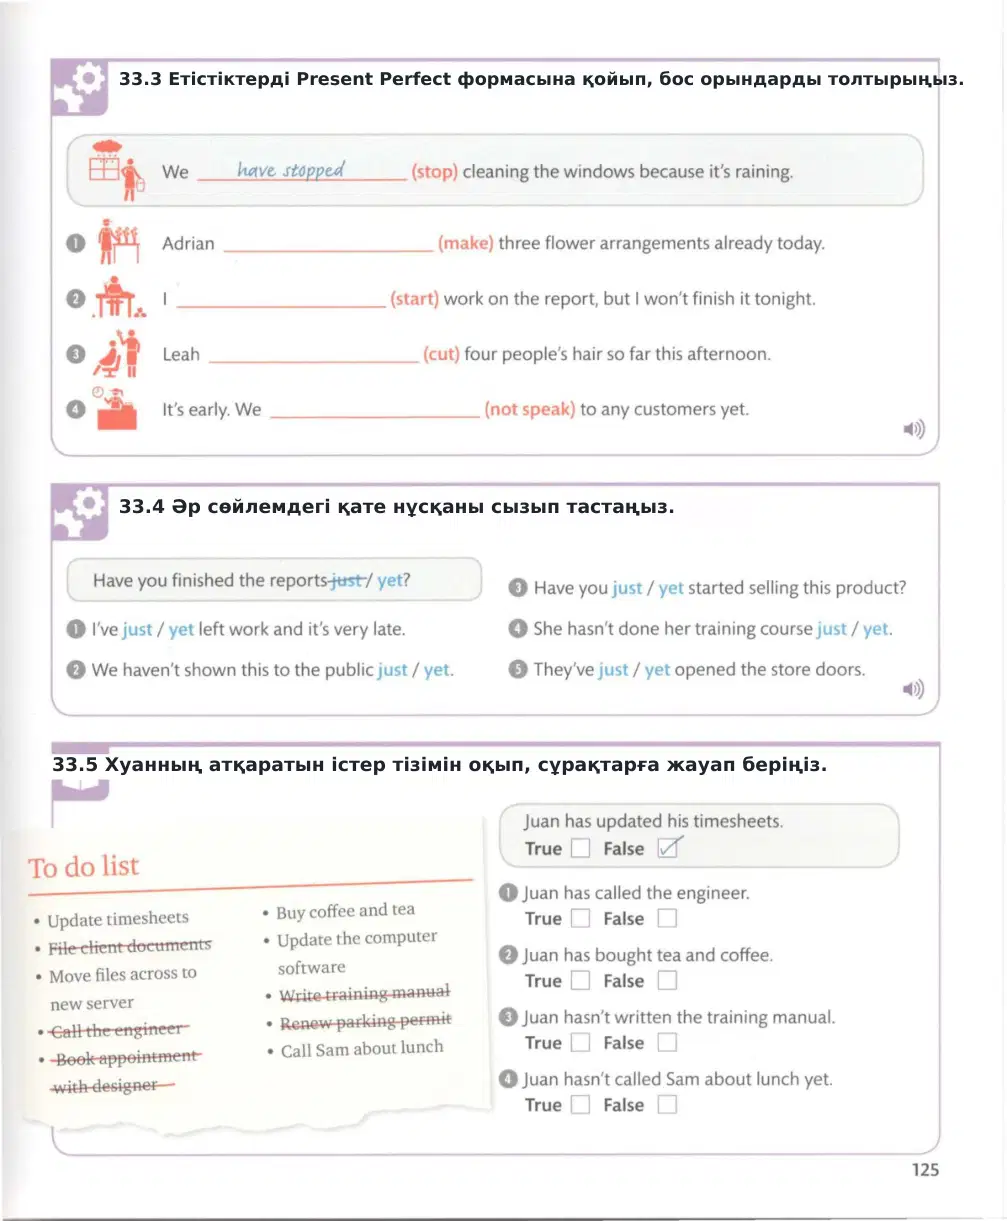 33.3 Етістіктерді Present Perfect формасына қойып, бос орындарды толтырыңыз.
We have stopped (stop) cleaning the windows because it's raining.
1 Adrian ______ (make) three flower arrangements already today.
2 I ______ (start) work on the report, but I won't finish it tonight.
3 Leah ______ (cut) four people's hair so far this afternoon.
4 It's early. We ______ (not speak) to any customers yet.
33.4 Әр сөйлемдегі қате нұсқаны сызып тастаңыз.
Have you finished the reports just / yet?
1 I've just / yet left work and it's very late.
2 We haven't shown this to the public just / yet.
3 Have you just / yet started selling this product?
4 She hasn't done her training course just / yet.
5 They've just / yet opened the store doors.
33.5 Хуанның атқаратын істер тізімін оқып, сұрақтарға жауап беріңіз.
To do list
• Update timesheets
• File client documents
• Move files across to
new server
• Call the engineer
• Book appointment
with designer
• Buy coffee and tea
• Update the computer
software
• Write training manual
• Renew parking permit
• Call Sam about lunch
Juan has updated his timesheets.
True False
1 Juan has called the engineer.
True False
2 Juan has bought tea and coffee.
True False
3 Juan hasn't written the training manual.
True False
4 Juan hasn't called Sam about lunch yet.
True False
125